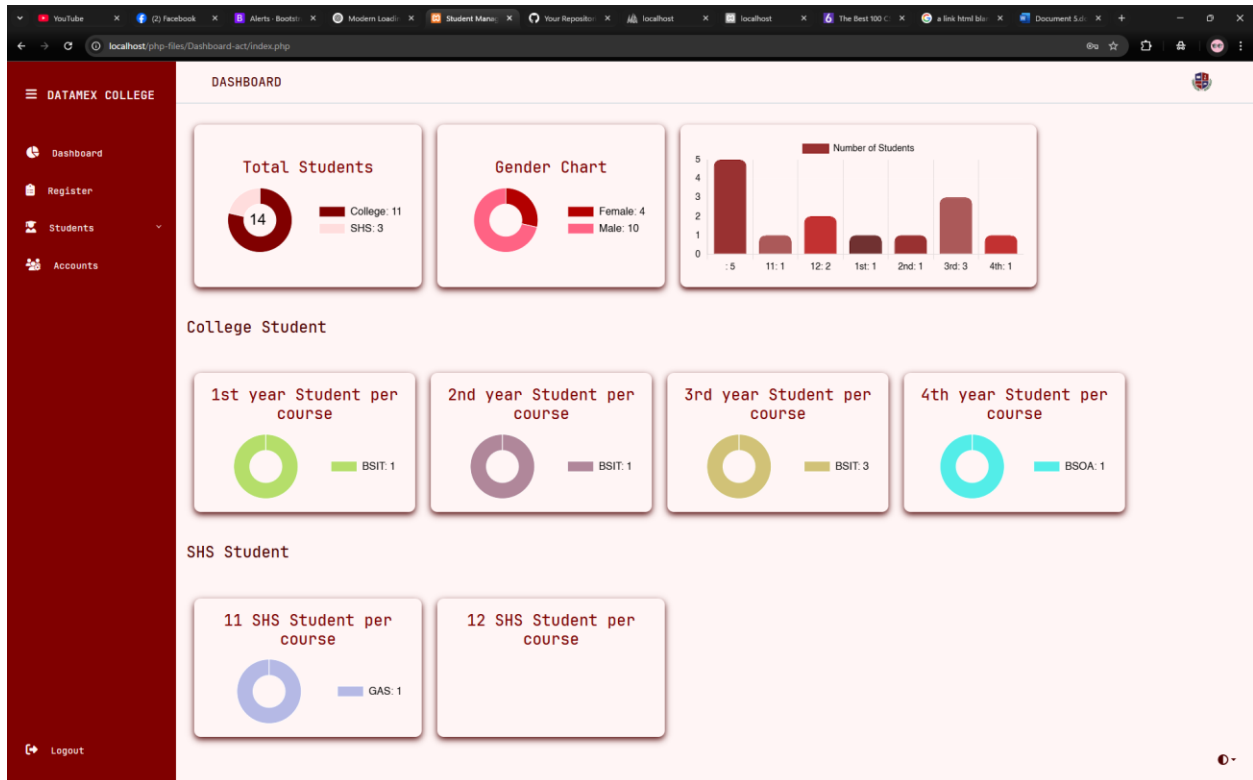 YouTube
(2) Facebook
Alerts · Bootstr
Modern Loadin
Student Manag
Your Repositor
localhost
localhost
The Best 100 C
a link html bla
Document 5.d
localhost/php-files/Dashboard-act/index.php
DATAMEX COLLEGE
DASHBOARD
Dashboard
Register
Students
Accounts
Logout
Total Students
14
College: 11
SHS: 3
Gender Chart
Female: 4
Male: 10
Number of Students
5
4
3
2
1
0
: 5
11: 1
12: 2
1st: 1
2nd: 1
3rd: 3
4th: 1
College Student
1st year Student per
course
BSIT: 1
2nd year Student per
course
BSIT: 1
3rd year Student per
course
BSIT: 3
4th year Student per
course
BSOA: 1
SHS Student
11 SHS Student per
course
GAS: 1
12 SHS Student per
course